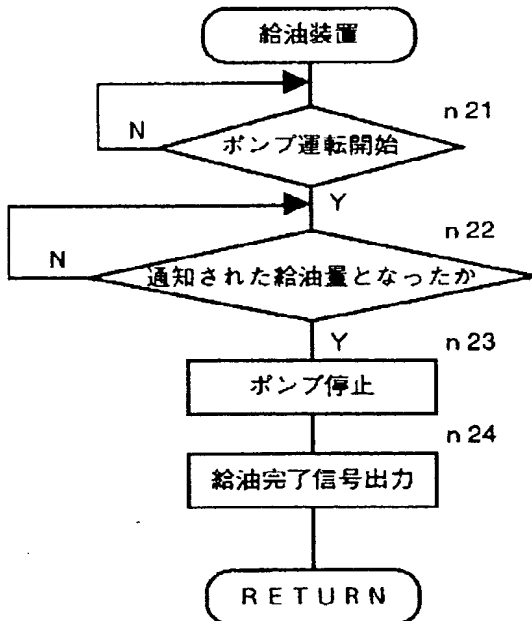 給油装置
n 21
N
ポンプ運転開始
Y
n 22
N
通知された給油量となったか
Y
n 23
ポンプ停止
n 24
給油完了信号出力
RETURN